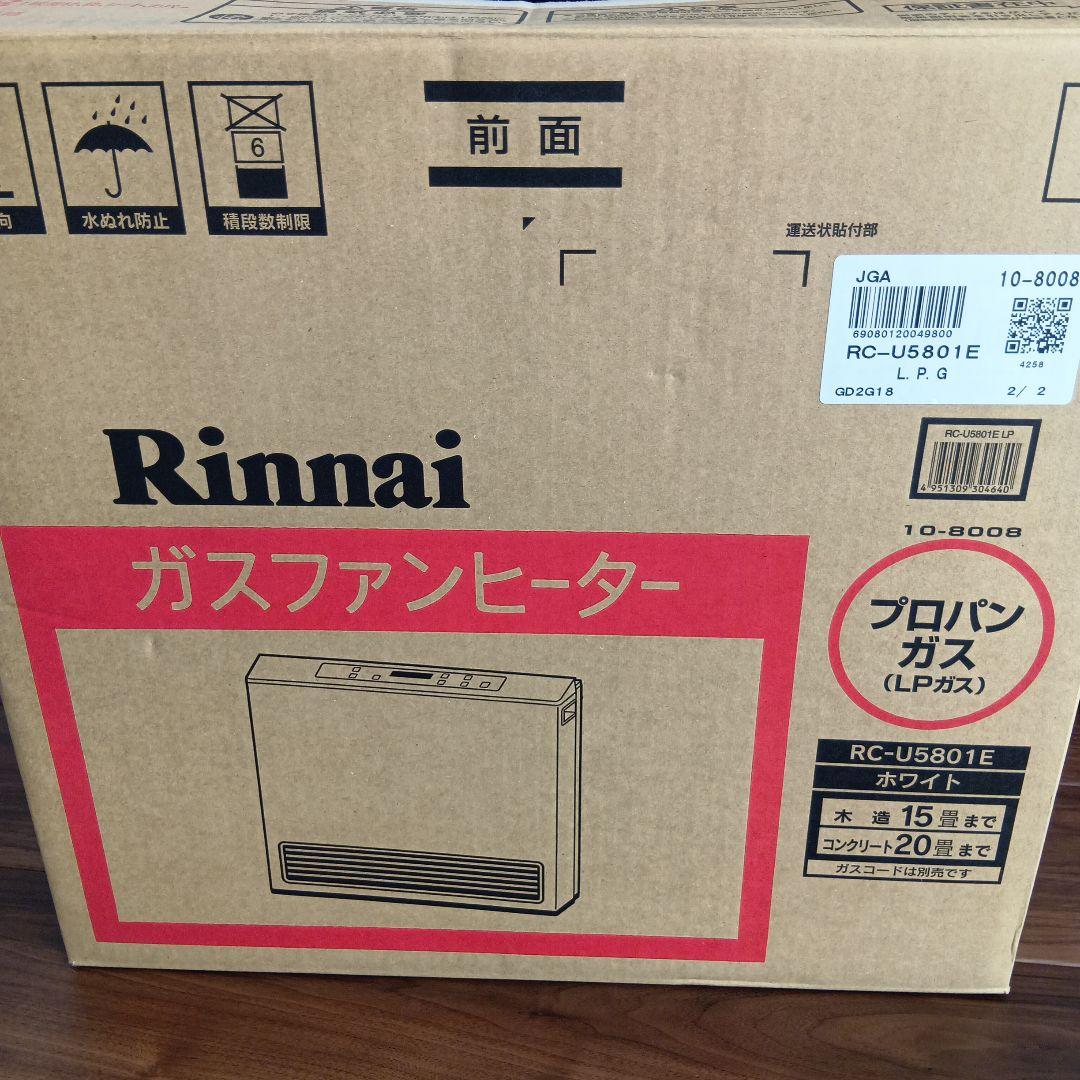 前面
向
水ぬれ防止
6
積段数制限
運送状貼付部
JGA
10-8008
69080120049800
RC-U5801E
4258
L.P.G
GD2G18
2/ 2
RC-U5801E LP
4 951309 304640
10-8008
Rinnai
ガスファンヒーター
プロパン
ガス
(LPガス)
RC-U5801E
ホワイト
木造 15畳まで
コンクリート20畳まで
ガスコードは別売です